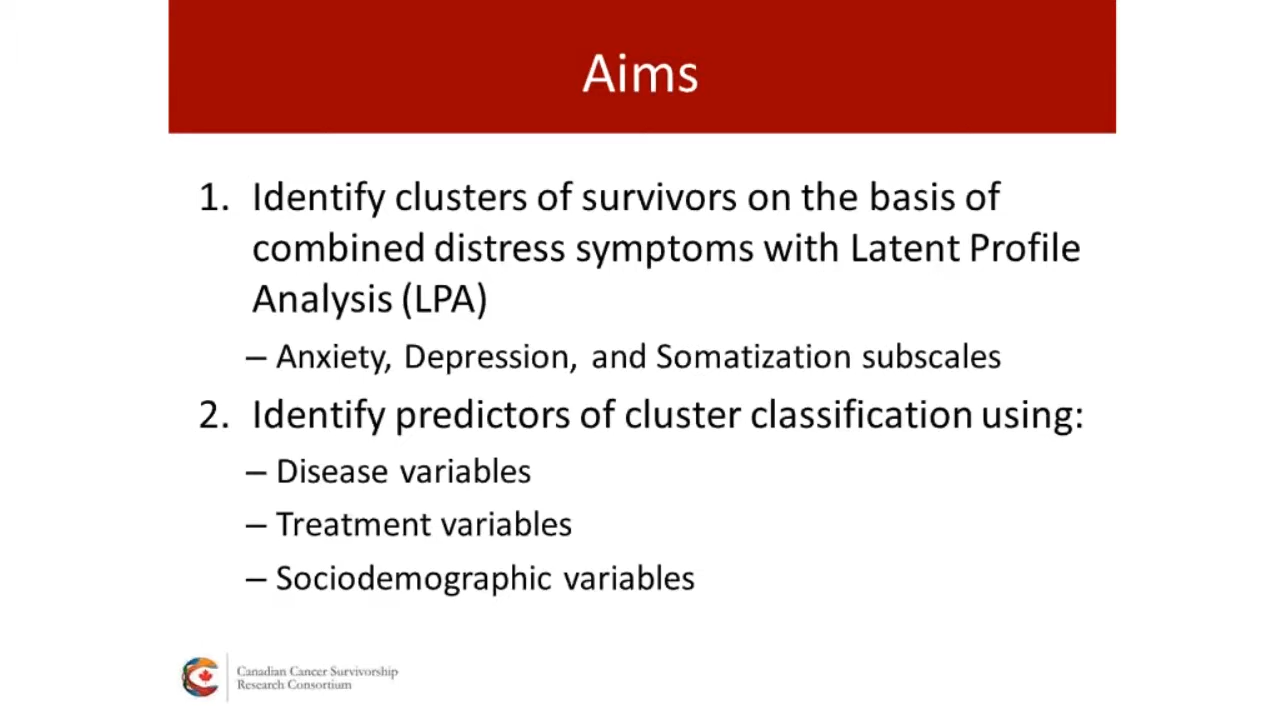 Aims
1. Identify clusters of survivors on the basis of
combined distress symptoms with Latent Profile
Analysis (LPA)
– Anxiety, Depression, and Somatization subscales
2. Identify predictors of cluster classification using:
– Disease variables
– Treatment variables
– Sociodemographic variables
Canadian Cancer Survivorship
Research Consortium